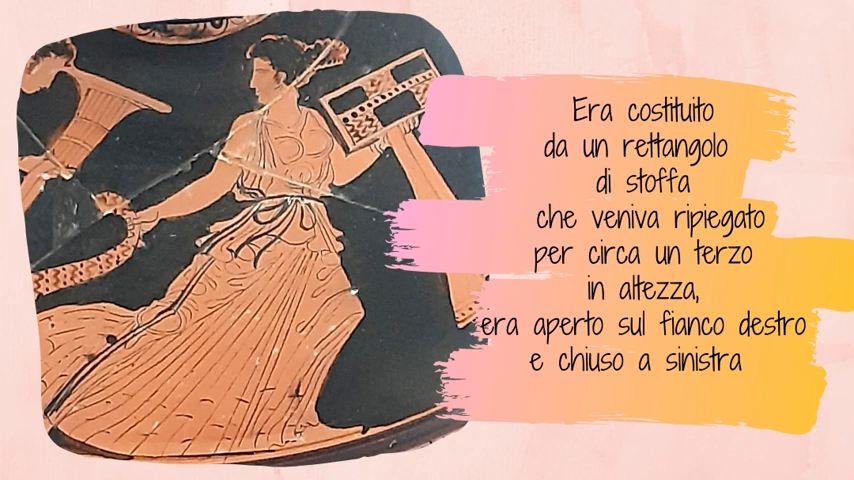 Era costituito
da un rettangolo
di stoffa
che veniva ripiegato
per circa un terzo
in altezza,
era aperto sul fianco destro
e chiuso a sinistra